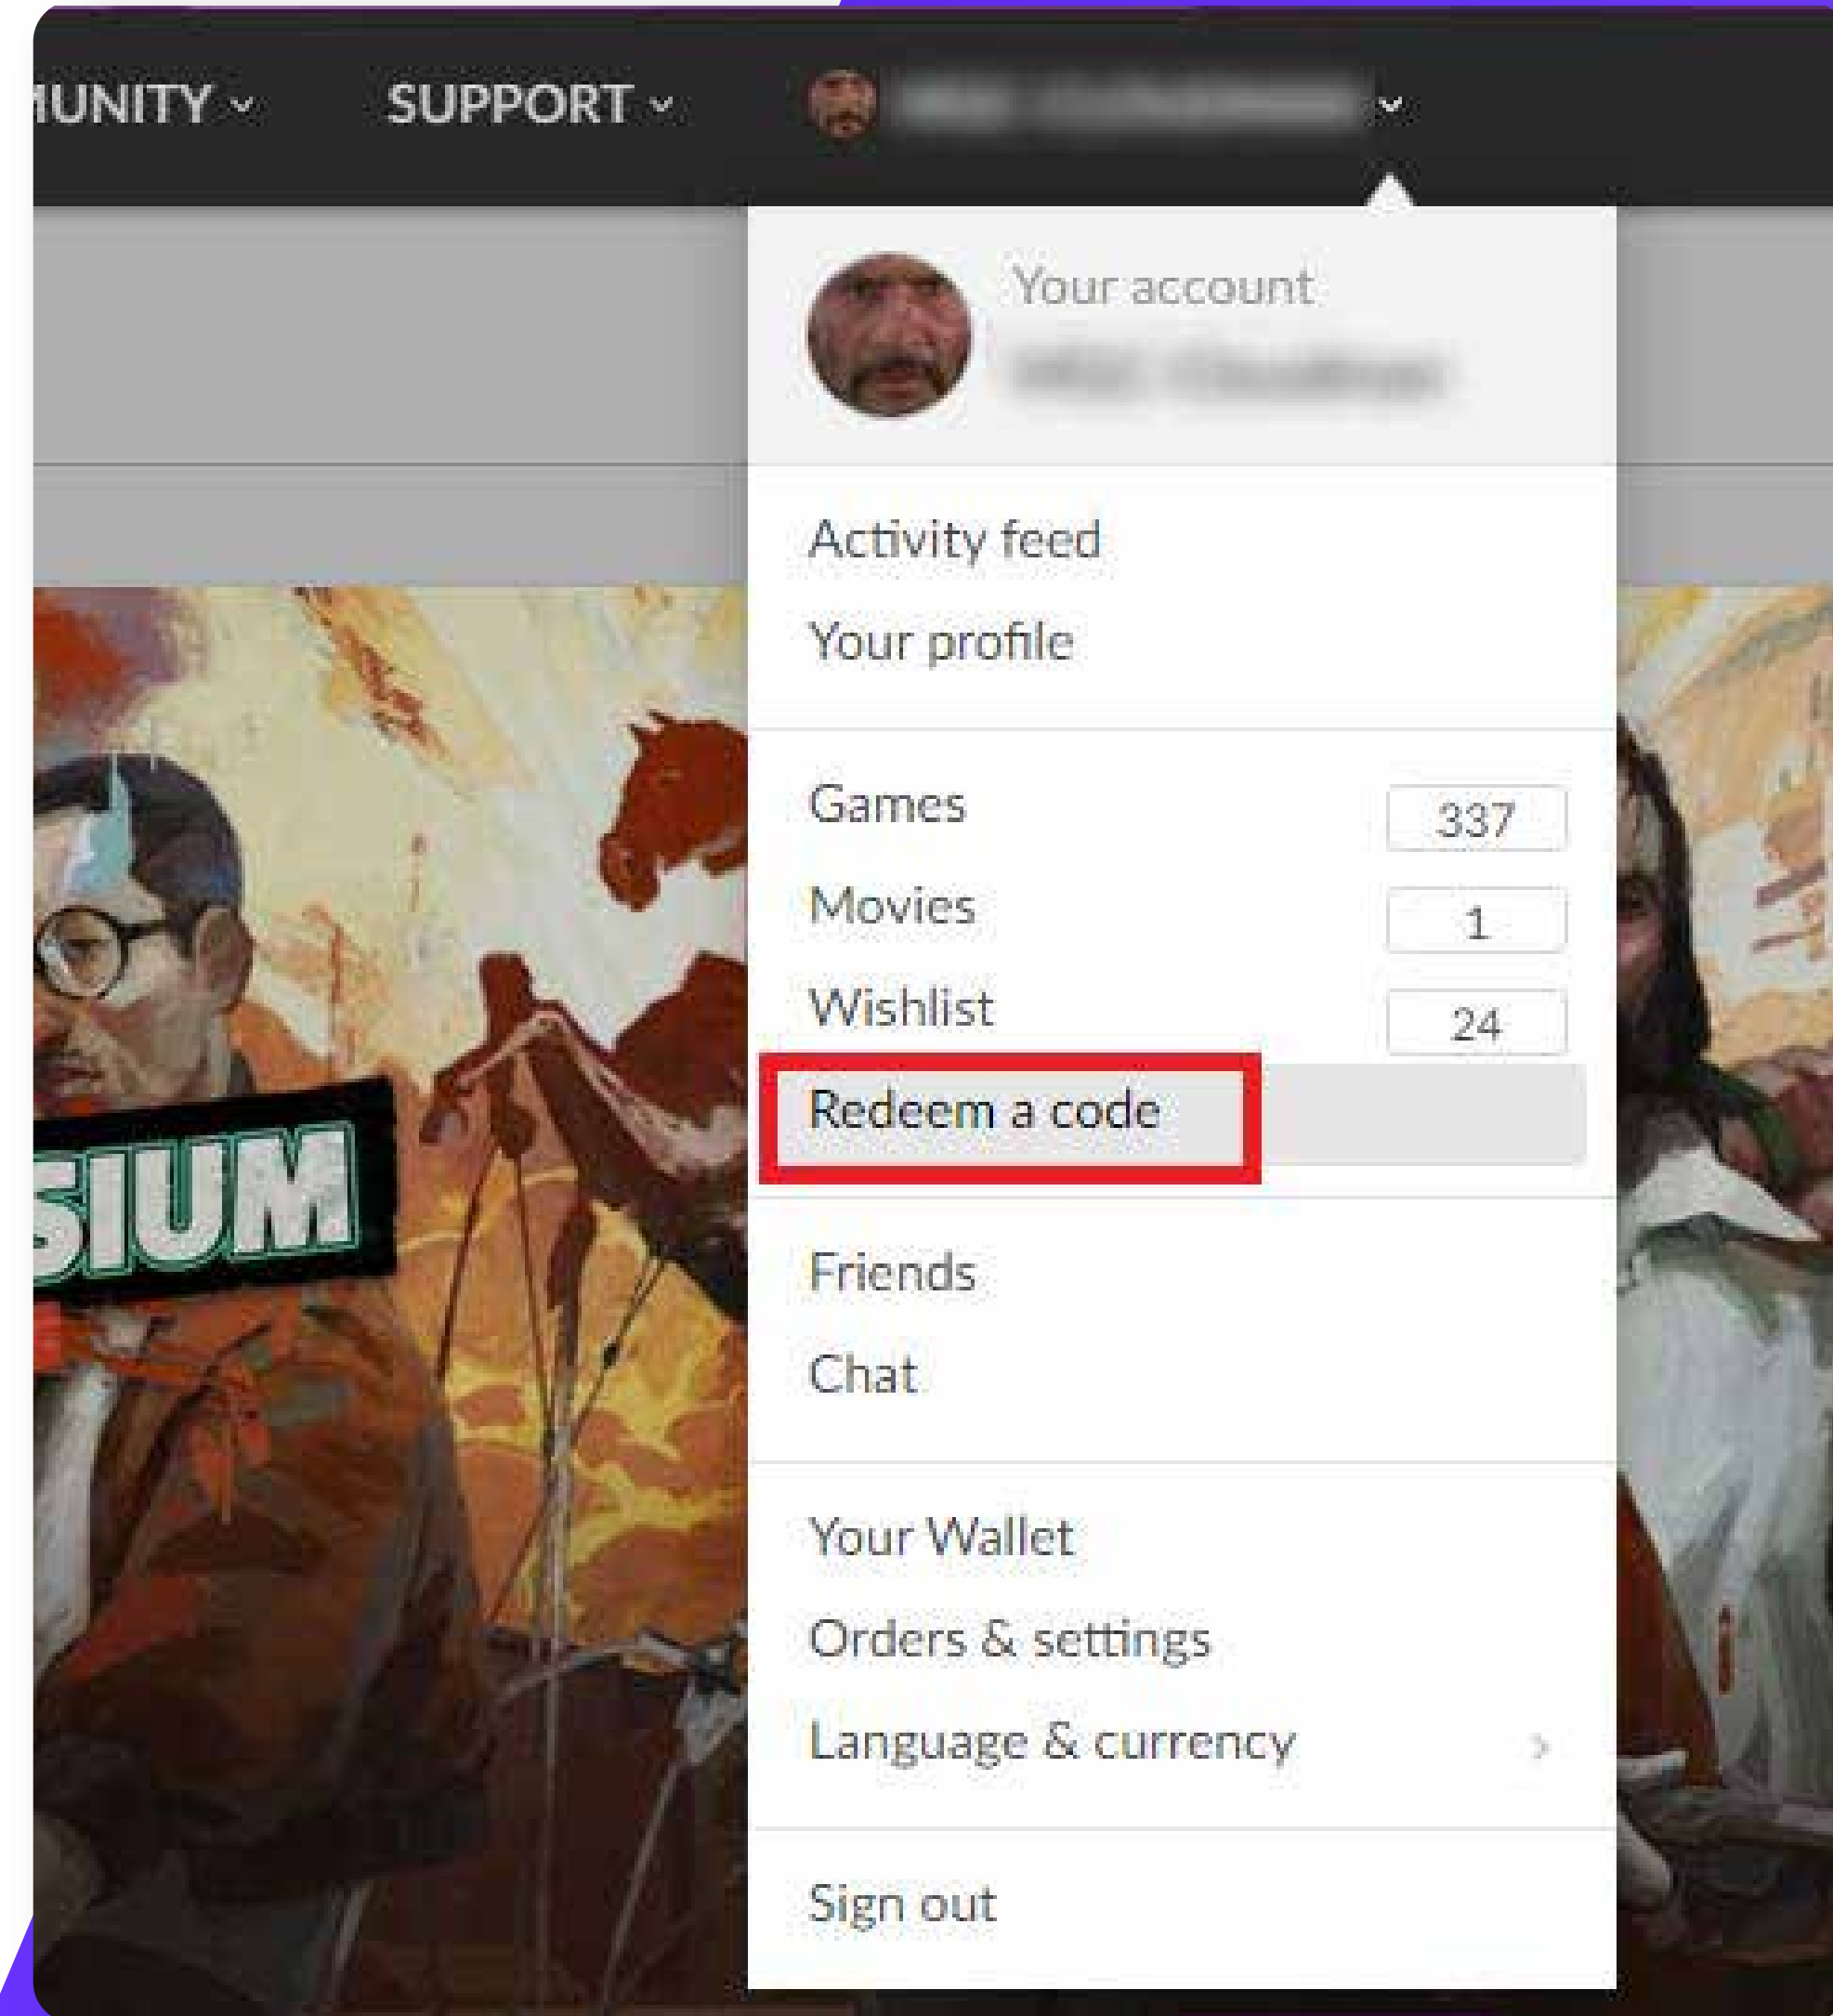 MUNITY
SUPPORT
Your account
Activity feed
Your profile
Games 337
Movies 1
Wishlist 24
Redeem a code
SIUM
Friends
Chat
Your Wallet
Orders & settings
Language & currency
Sign out